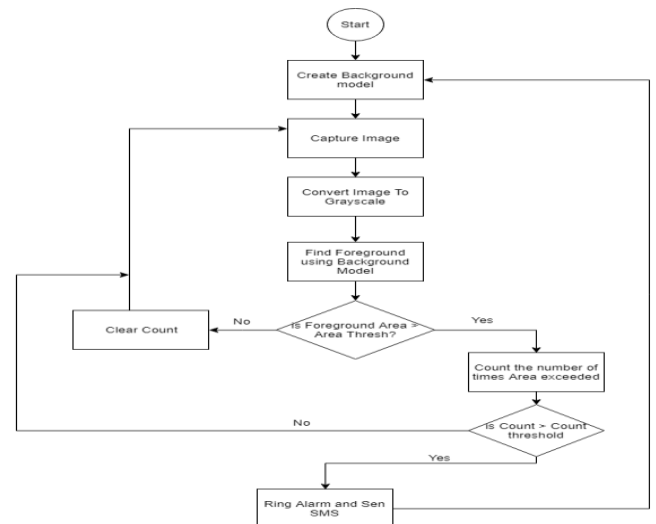 Start
Create Background
model
Capture Image
Convert Image To
Grayscale
Find Foreground
using Background
Model
Is Foreground Area >
Area Thresh?
No
Yes
Clear Count
Count the number of
times Area exceeded
Is Count > Count
threshold
No
Yes
Ring Alarm and Sen
SMS